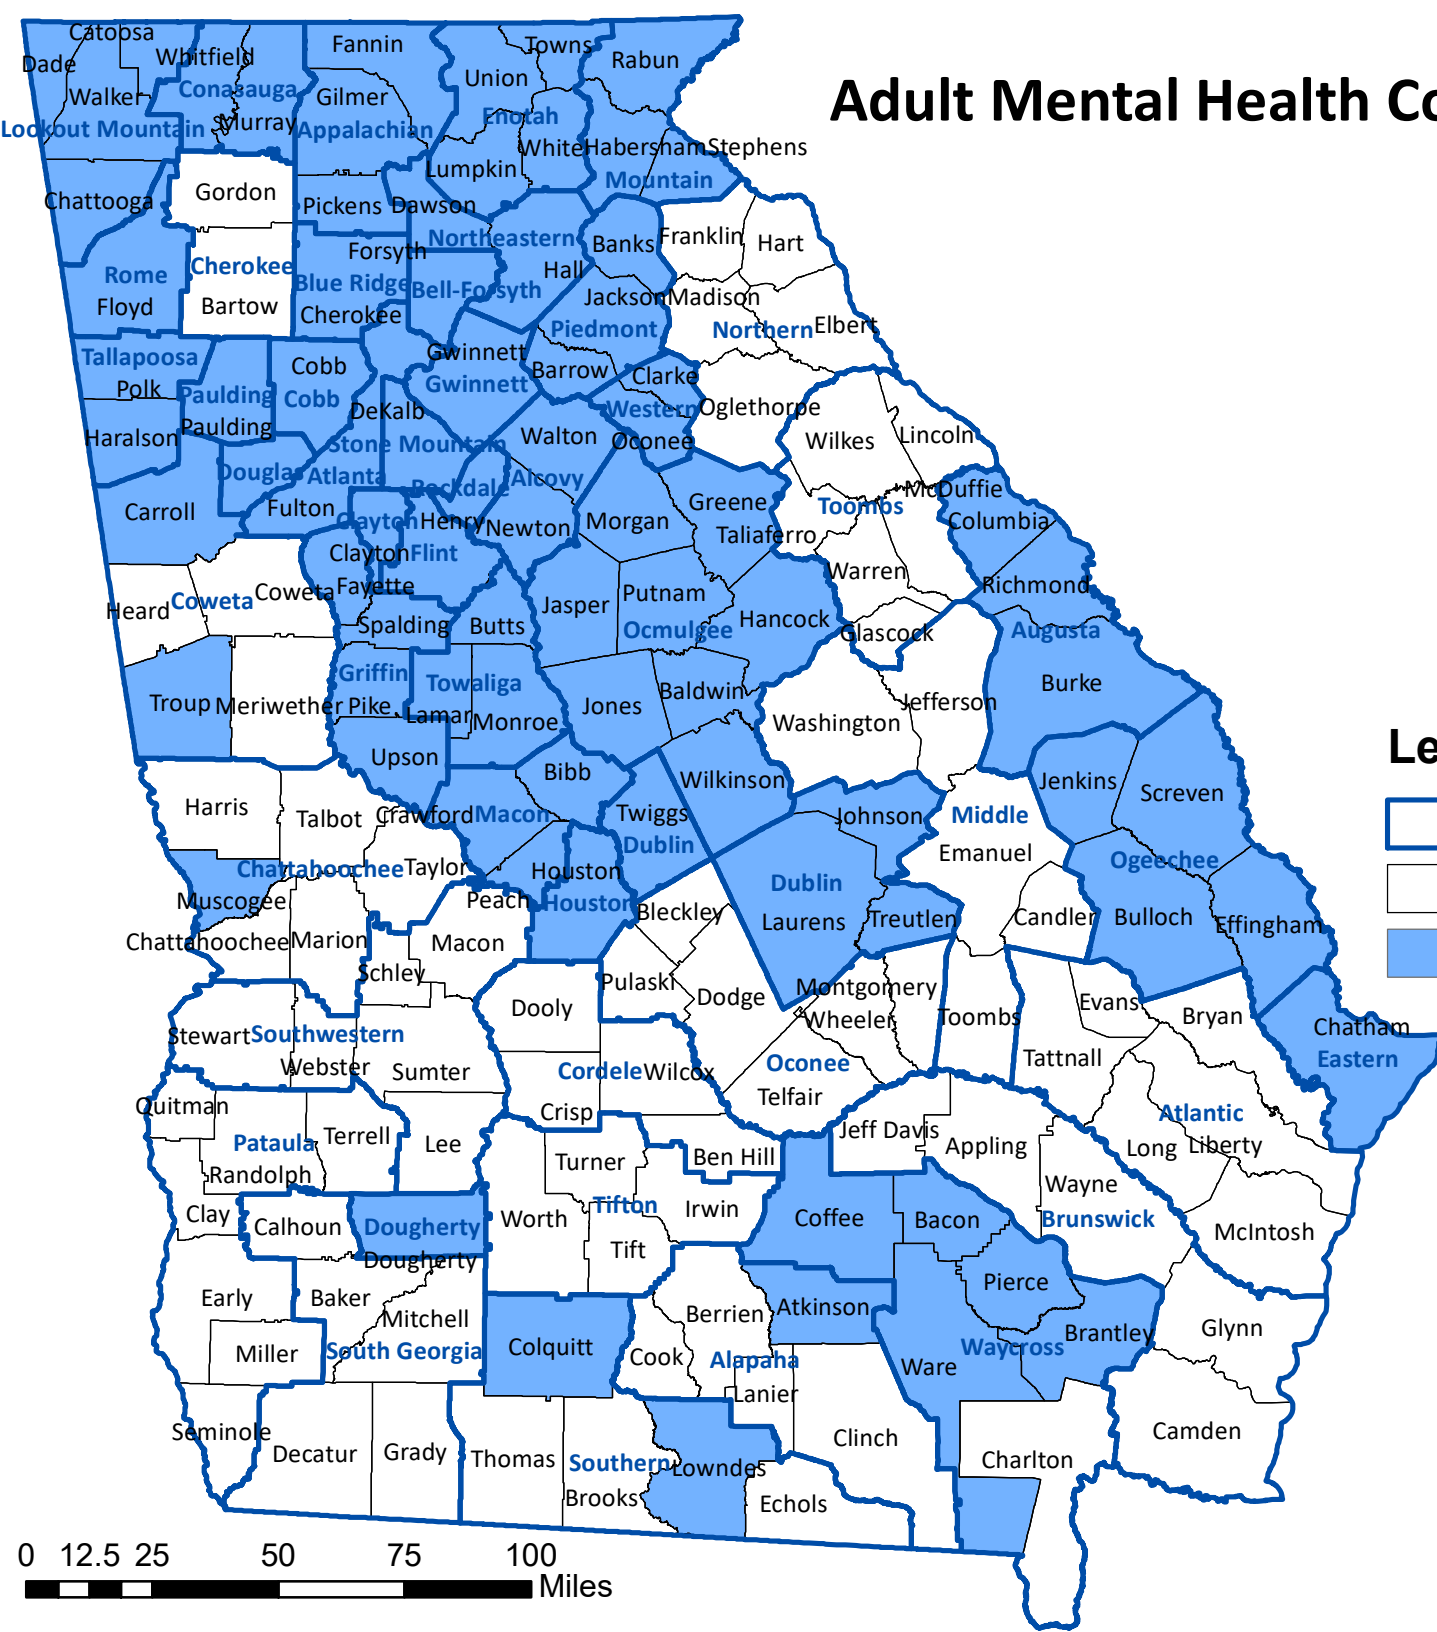 Adult Mental Health Co
Catoosa
Fannin
Towns
Dade
Whitfield
Rabun
Union
Walker
Conasauga
Gilmer
Enotah
Lookout Mountain
Murray
Appalachian
White
Habersham
Stephens
Lumpkin
Mountain
Chattooga
Gordon
Pickens
Dawson
Northeastern
Banks
Franklin
Hart
Forsyth
Rome
Cherokee
Hall
Blue Ridge
Bell-Forsyth
Jackson
Madison
Floyd
Bartow
Cherokee
Piedmont
Northern
Elbert
Tallapoosa
Gwinnett
Cobb
Barrow
Clarke
Polk
Gwinnett
Paulding
Cobb
DeKalb
Western
Oglethorpe
Paulding
Haralson
Stone Mountain
Walton
Oconee
Wilkes
Lincoln
Douglas
Atlanta
Rockdale
Alcovy
McDuffie
Carroll
Fulton
Clayton
Henry
Newton
Morgan
Greene
Toombs
Columbia
Taliaferro
Clayton
Flint
Warren
Heard
Coweta
Coweta
Fayette
Jasper
Putnam
Richmond
Spalding
Butts
Ocmulgee
Hancock
Glascock
Augusta
Griffin
Towaliga
Burke
Troup
Meriwether
Pike
Lamar
Monroe
Jones
Baldwin
Washington
Jefferson
Upson
Le
Bibb
Wilkinson
Jenkins
Screven
Harris
Talbot
Crawford
Macon
Twiggs
Johnson
Middle
Dublin
Emanuel
Chattahoochee
Taylor
Houston
Dublin
Ogeechee
Muscogee
Peach
Houston
Bleckley
Laurens
Treutlen
Candler
Bulloch
Effingham
Chattahoochee
Marion
Macon
Schley
Pulaski
Dodge
Montgomery
Dooly
Wheeler
Toombs
Evans
Bryan
Chatham
Stewart
Southwestern
Eastern
Webster
Sumter
Cordele
Wilcox
Oconee
Tattnall
Quitman
Crisp
Telfair
Atlantic
Pataula
Terrell
Lee
Jeff Davis
Appling
Long
Liberty
Randolph
Turner
Ben Hill
Wayne
Clay
Calhoun
Dougherty
Worth
Tifton
Irwin
Coffee
Bacon
Brunswick
McIntosh
Dougherty
Tift
Early
Baker
Mitchell
Berrien
Atkinson
Pierce
Miller
South Georgia
Colquitt
Cook
Alapaha
Ware
Waycross
Brantley
Glynn
Lanier
Seminole
Decatur
Grady
Thomas
Southern
Lowndes
Clinch
Charlton
Camden
Brooks
Echols
0 12.5 25 50 75 100
Miles